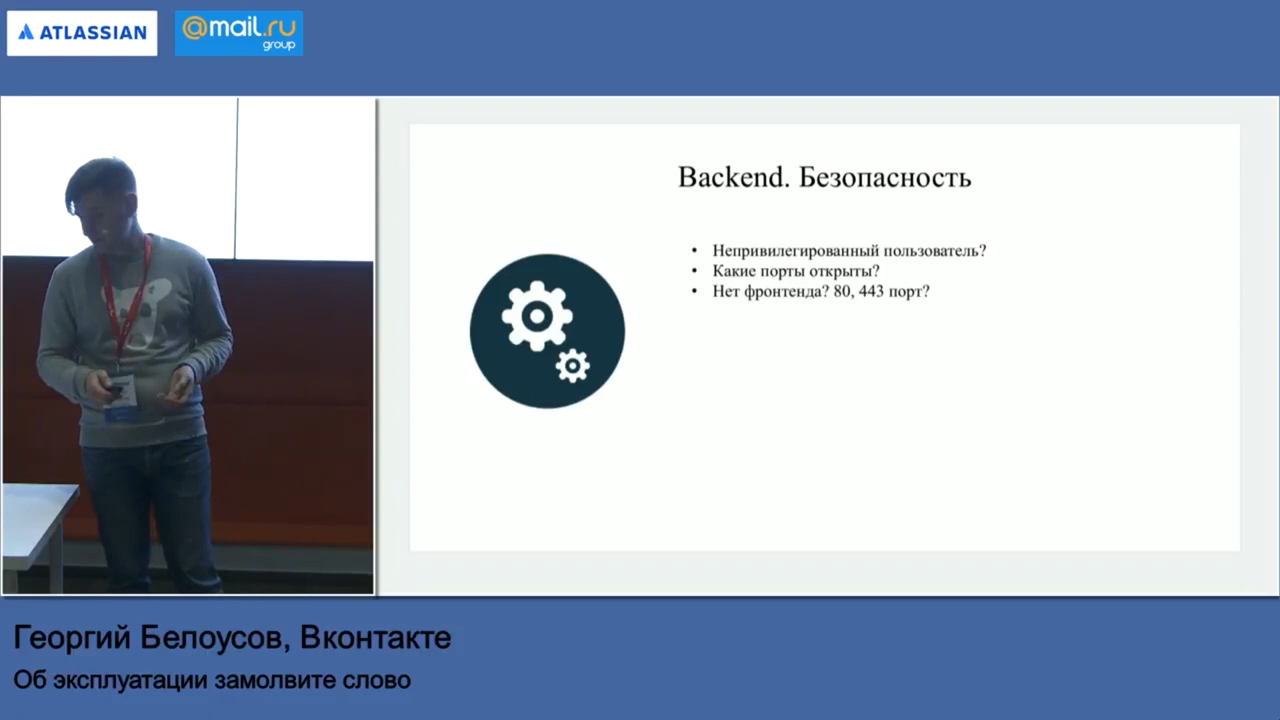 ATLASSIAN
@mail.ru
group
Backend. Безопасность
• Непривилегированный пользователь?
• Какие порты открыты?
• Нет фронтенда? 80, 443 порт?
Георгий Белоусов, Вконтакте
Об эксплуатации замолвите слово